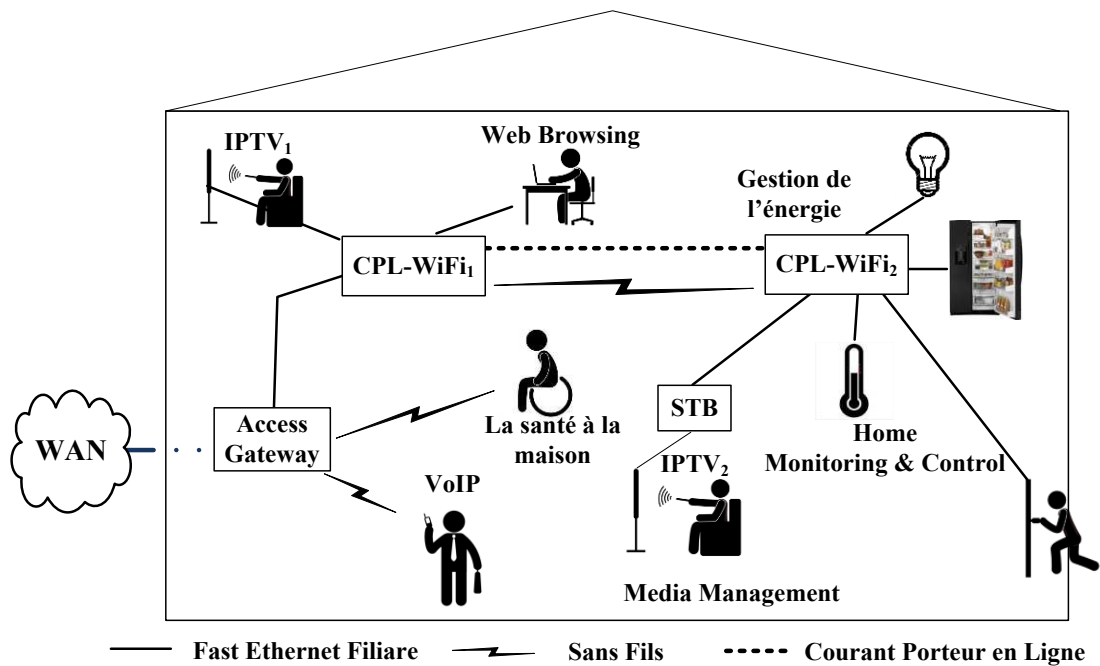 IPTV1
Web Browsing
Gestion de
l'énergie
CPL-WiFi1
CPL-WiFi2
WAN
Access
Gateway
La santé à la
maison
VoIP
STB
IPTV2
Home
Monitoring & Control
Media Management
Fast Ethernet Filiare
Sans Fils
Courant Porteur en Ligne